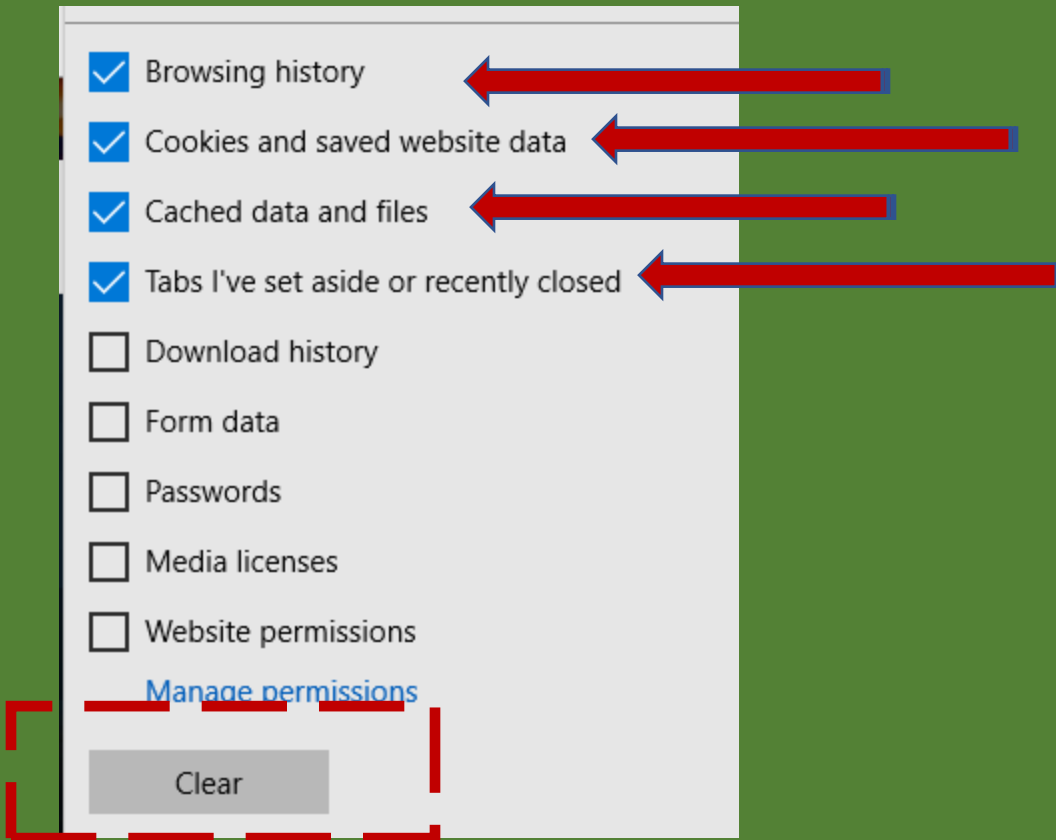 Browsing history
Cookies and saved website data
Cached data and files
Tabs I've set aside or recently closed
Download history
Form data
Passwords
Media licenses
Website permissions
Manage permissions
Clear